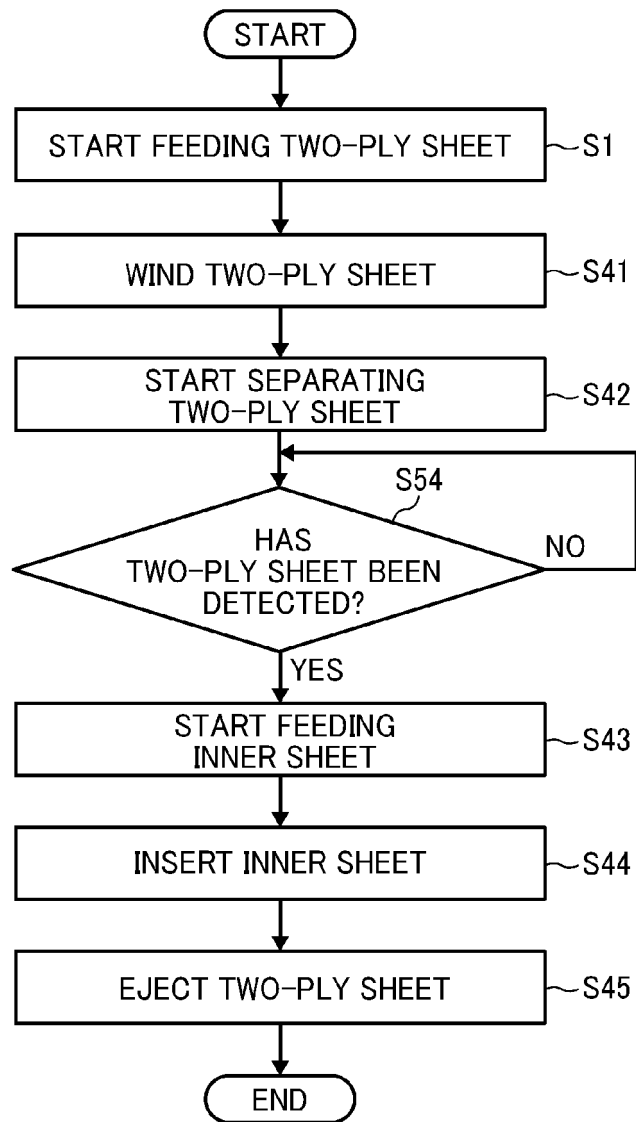 START
START FEEDING TWO-PLY SHEET
S1
WIND TWO-PLY SHEET
S41
START SEPARATING
TWO-PLY SHEET
S42
S54
HAS
TWO-PLY SHEET BEEN
DETECTED?
NO
YES
START FEEDING
INNER SHEET
S43
INSERT INNER SHEET
S44
EJECT TWO-PLY SHEET
S45
END